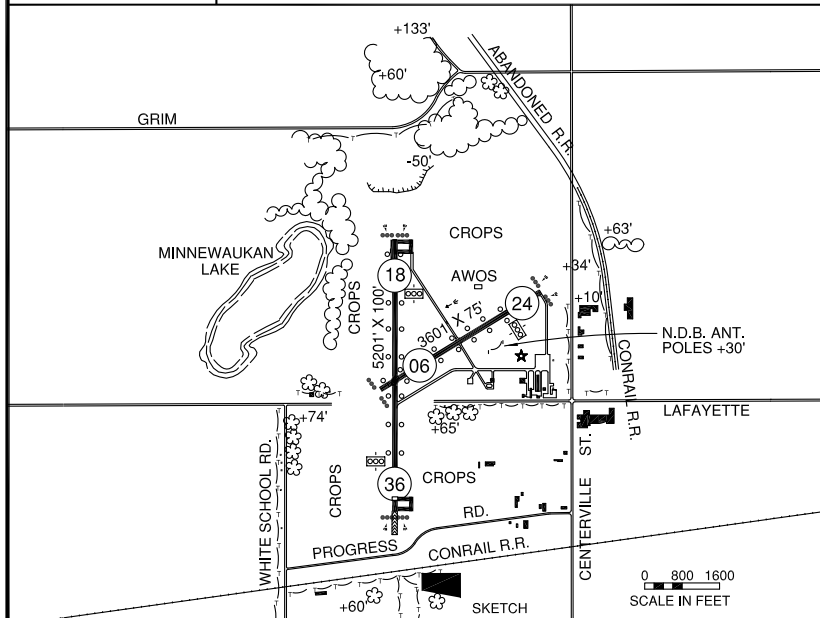 +133'
+60'
ABANDONED R.R.
GRIM
-50'
+63'
CROPS
MINNEWAUKAN
LAKE
18
AWOS
+34'
CROPS
24
+10'
5201' X 100'
3601' X 75'
N.D.B. ANT.
POLES +30'
06
CONRAIL R.R.
+74'
+65'
LAFAYETTE
WHITE SCHOOL RD.
CROPS
36
CROPS
CENTERVILLE ST.
PROGRESS RD.
CONRAIL R.R.
0 800 1600
SCALE IN FEET
+60'
SKETCH